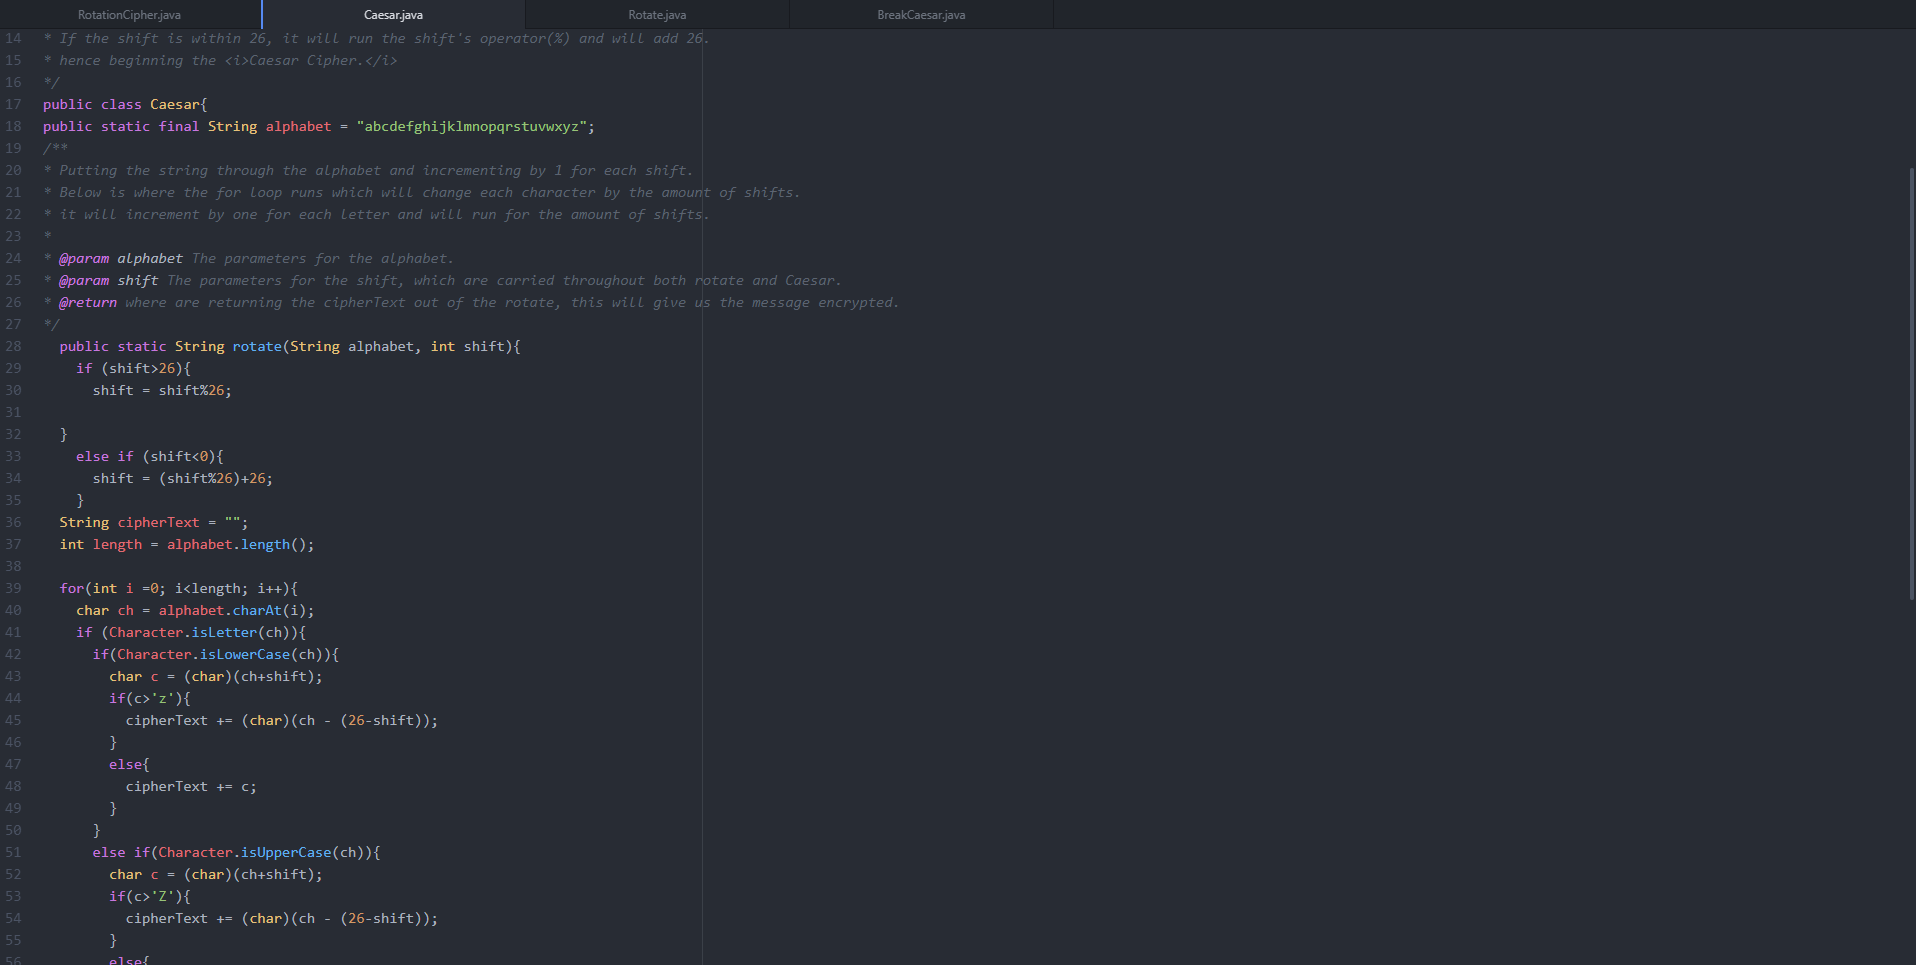 RotationCipher.java Caesar.java Rotate.java BreakCaesar.java
14 * If the shift is within 26, it will run the shift's operator(%) and will add 26.
15 * hence beginning the <i>Caesar Cipher.</i>
16 */
17 public class Caesar{
18 public static final String alphabet = "abcdefghijklmnopqrstuvwxyz";
19 /**
20 * Putting the string through the alphabet and incrementing by 1 for each shift.
21 * Below is where the for loop runs which will change each character by the amount of shifts.
22 * it will increment by one for each letter and will run for the amount of shifts.
23 *
24 * @param alphabet The parameters for the alphabet.
25 * @param shift The parameters for the shift, which are carried throughout both rotate and Caesar.
26 * @return where are returning the cipherText out of the rotate, this will give us the message encrypted.
27 */
28   public static String rotate(String alphabet, int shift){
29     if (shift>26){
30       shift = shift%26;
31
32   }
33     else if (shift<0){
34       shift = (shift%26)+26;
35     }
36   String cipherText = "";
37   int length = alphabet.length();
38
39   for(int i =0; i<length; i++){
40     char ch = alphabet.charAt(i);
41     if (Character.isLetter(ch)){
42       if(Character.isLowerCase(ch)){
43         char c = (char)(ch+shift);
44         if(c>'z'){
45           cipherText += (char)(ch - (26-shift));
46         }
47         else{
48           cipherText += c;
49         }
50       }
51       else if(Character.isUpperCase(ch)){
52         char c = (char)(ch+shift);
53         if(c>'Z'){
54           cipherText += (char)(ch - (26-shift));
55         }
56         else{